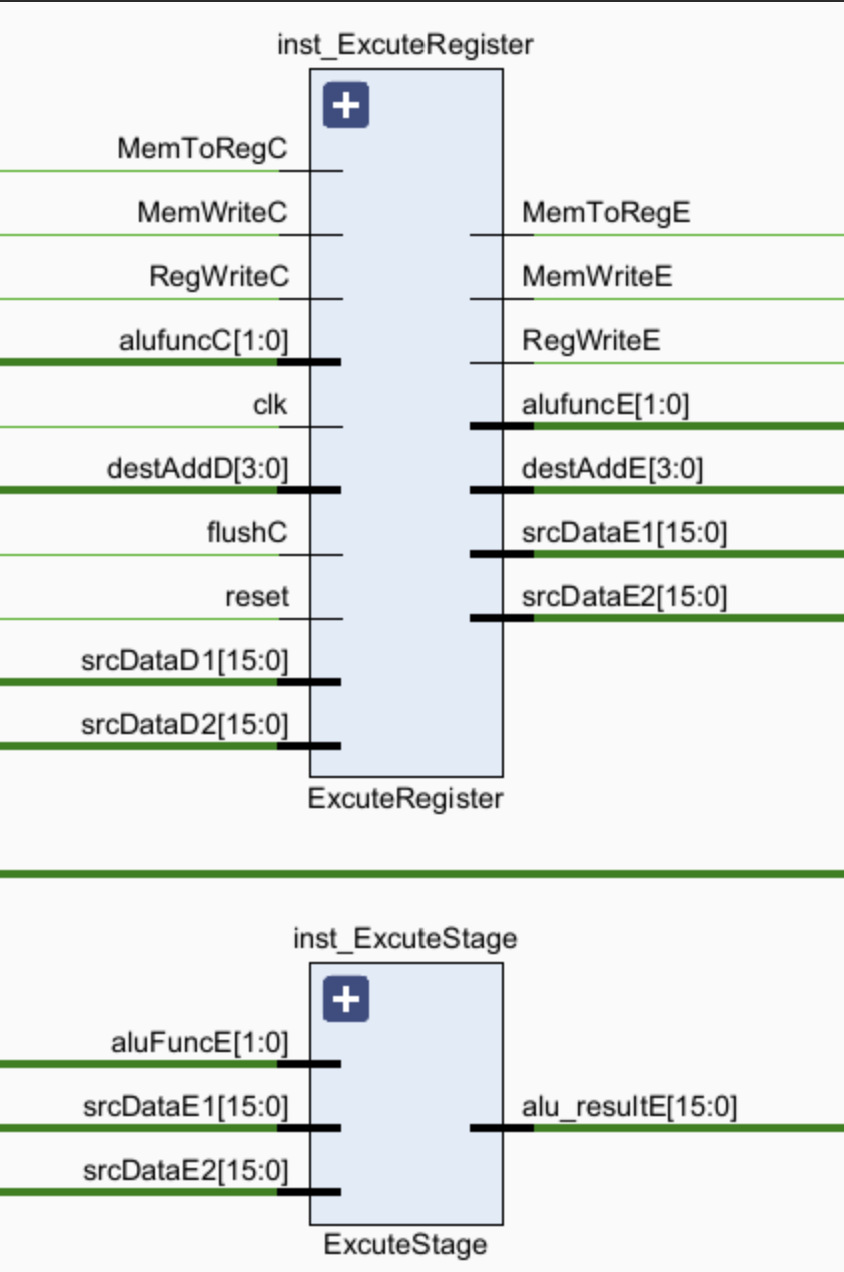 inst_ExcuteRegister
MemToRegC
MemWriteC
MemToRegE
RegWriteC
MemWriteE
alufuncC[1:0]
RegWriteE
clk
alufuncE[1:0]
destAddD[3:0]
destAddE[3:0]
flushC
srcDataE1[15:0]
reset
srcDataE2[15:0]
srcDataD1[15:0]
srcDataD2[15:0]
ExcuteRegister
inst_ExcuteStage
aluFuncE[1:0]
srcDataE1[15:0]
alu_resultE[15:0]
srcDataE2[15:0]
ExcuteStage